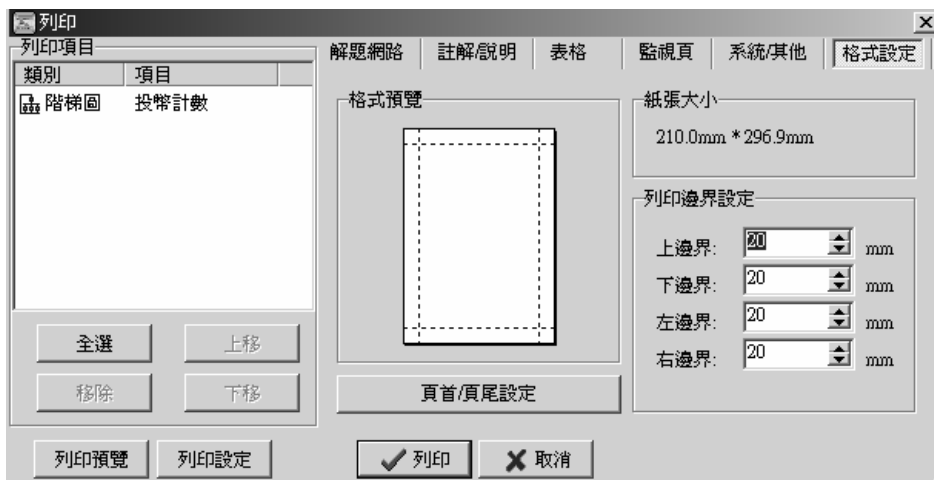 列印
列印項目
類別 項目
階梯圖 投幣計數
全選 上移
移除 下移
列印預覽 列印設定
解題網路 註解/說明 表格 監視頁 系統/其他 格式設定
格式預覽
頁首/頁尾設定
紙張大小
210.0mm * 296.9mm
列印邊界設定
上邊界: 20 mm
下邊界: 20 mm
左邊界: 20 mm
右邊界: 20 mm
列印 取消